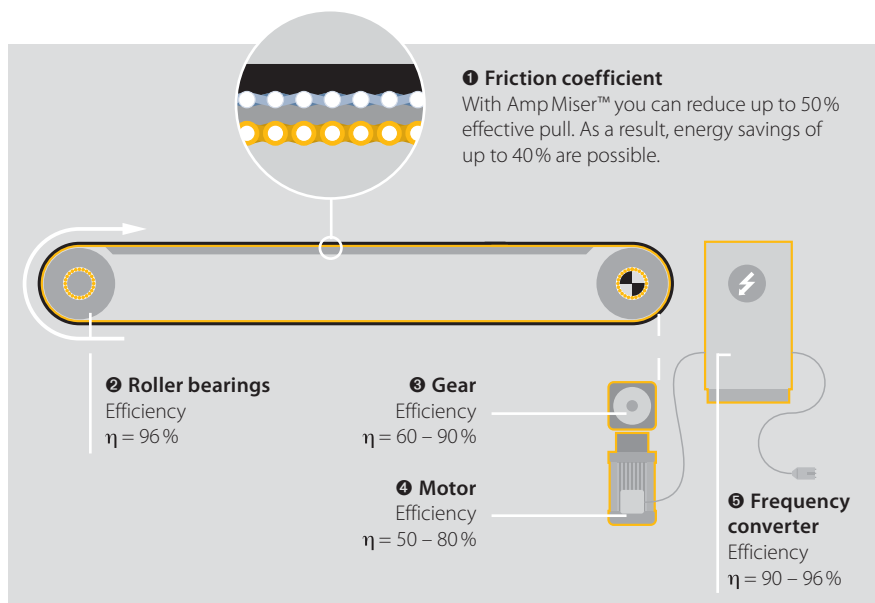 ❶ Friction coefficient
With Amp Miser™ you can reduce up to 50 %
effective pull. As a result, energy savings of
up to 40 % are possible.
❷ Roller bearings
Efficiency
η = 96 %
❸ Gear
Efficiency
η = 60 – 90 %
❹ Motor
Efficiency
η = 50 – 80 %
❺ Frequency
converter
Efficiency
η = 90 – 96 %